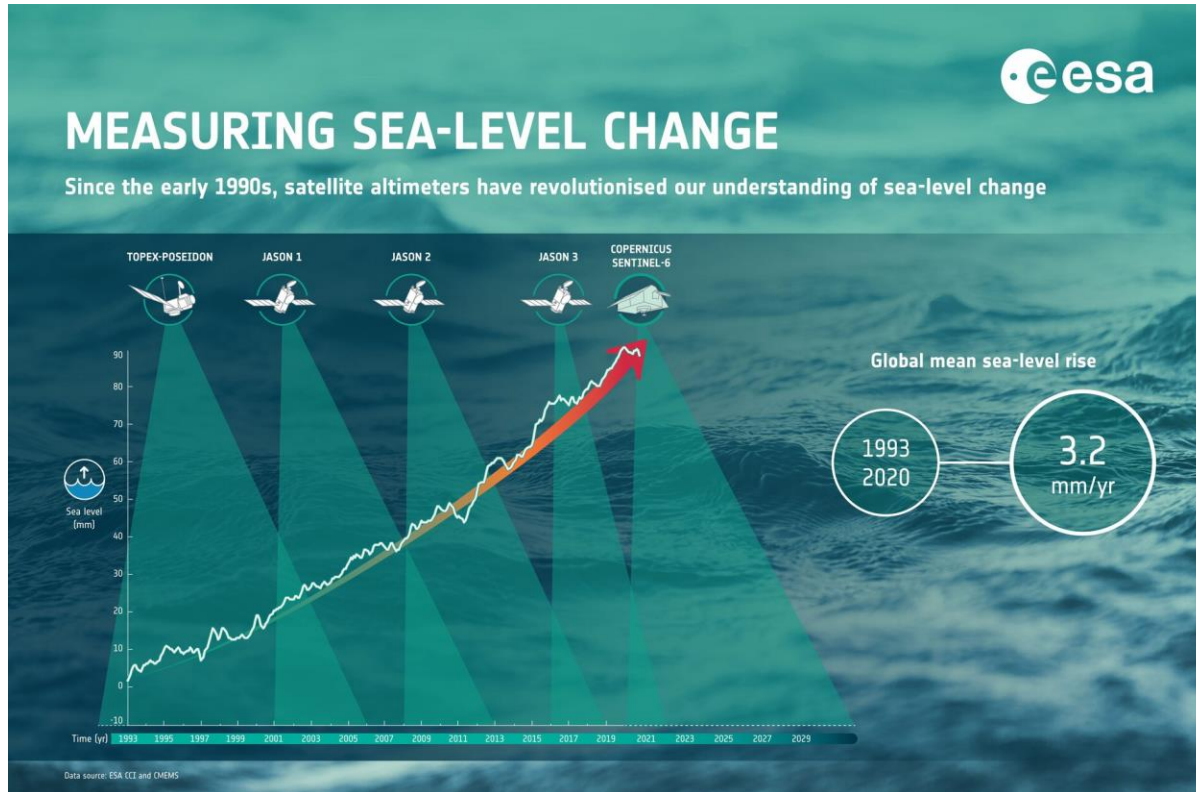 esa
MEASURING SEA-LEVEL CHANGE
Since the early 1990s, satellite altimeters have revolutionised our understanding of sea-level change
TOPEX-POSEIDON
JASON 1
JASON 2
JASON 3
COPERNICUS
SENTINEL-6
90
80
70
60
50
40
30
20
10
0
-10
Sea level
(mm)
Time (yr) 1993 1995 1997 1999 2001 2003 2005 2007 2009 2011 2013 2015 2017 2019 2021 2023 2025 2027 2029
Global mean sea-level rise
1993
2020
3.2
mm/yr
Data source: ESA CCI and CMEMS